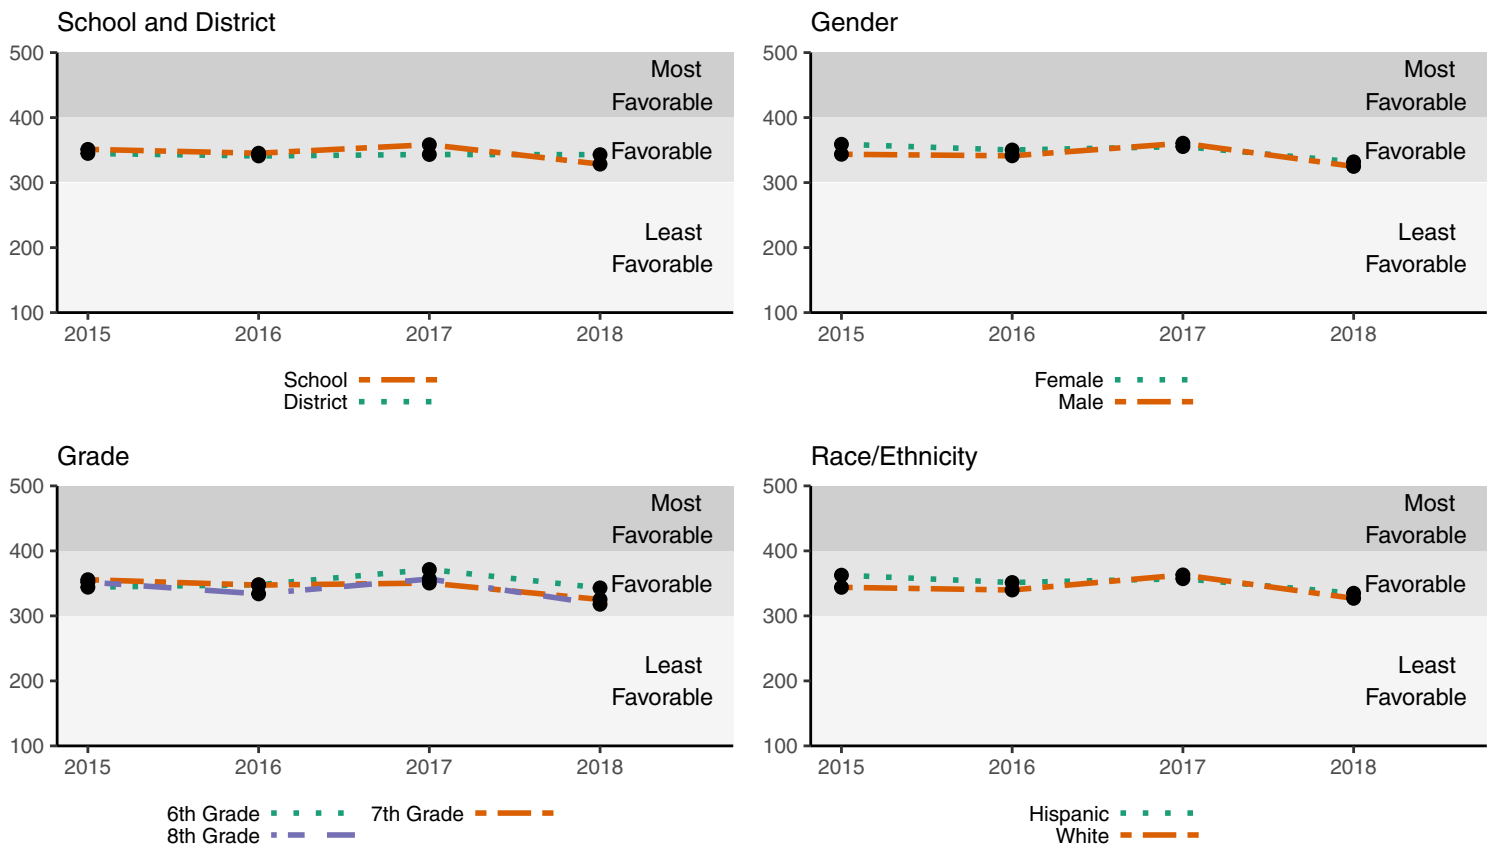 School and District
500
400
300
200
100
Most
Favorable
Favorable
Least
Favorable
2015 2016 2017 2018
School
District
Gender
500
400
300
200
100
Most
Favorable
Favorable
Least
Favorable
2015 2016 2017 2018
Female
Male
Grade
500
400
300
200
100
Most
Favorable
Favorable
Least
Favorable
2015 2016 2017 2018
6th Grade 7th Grade
8th Grade
Race/Ethnicity
500
400
300
200
100
Most
Favorable
Favorable
Least
Favorable
2015 2016 2017 2018
Hispanic
White